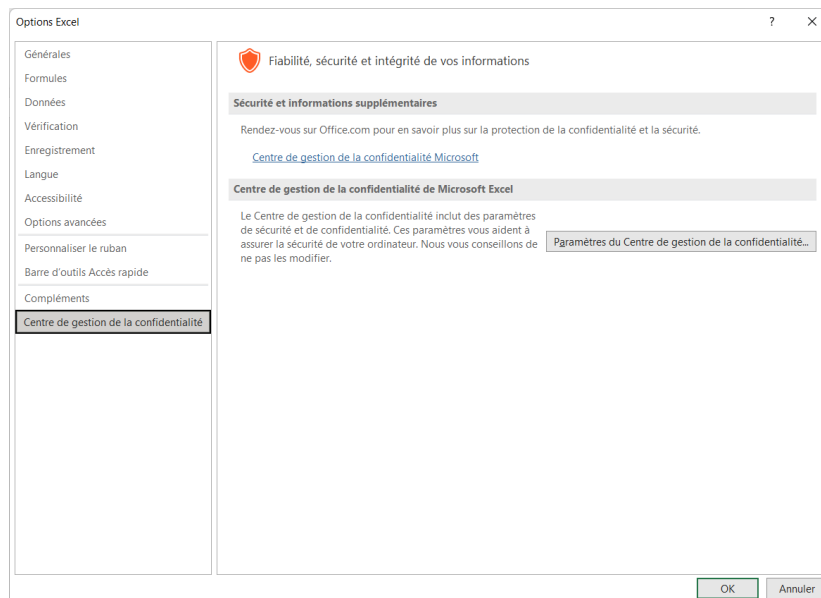 Options Excel
?
Générales
Formules
Données
Vérification
Enregistrement
Langue
Accessibilité
Options avancées
Personnaliser le ruban
Barre d'outils Accès rapide
Compléments
Centre de gestion de la confidentialité
Fiabilité, sécurité et intégrité de vos informations
Sécurité et informations supplémentaires
Rendez-vous sur Office.com pour en savoir plus sur la protection de la confidentialité et la sécurité.
Centre de gestion de la confidentialité Microsoft
Centre de gestion de la confidentialité de Microsoft Excel
Le Centre de gestion de la confidentialité inclut des paramètres
de sécurité et de confidentialité. Ces paramètres vous aident à
assurer la sécurité de votre ordinateur. Nous vous conseillons de
ne pas les modifier.
Paramètres du Centre de gestion de la confidentialité...
OK
Annuler